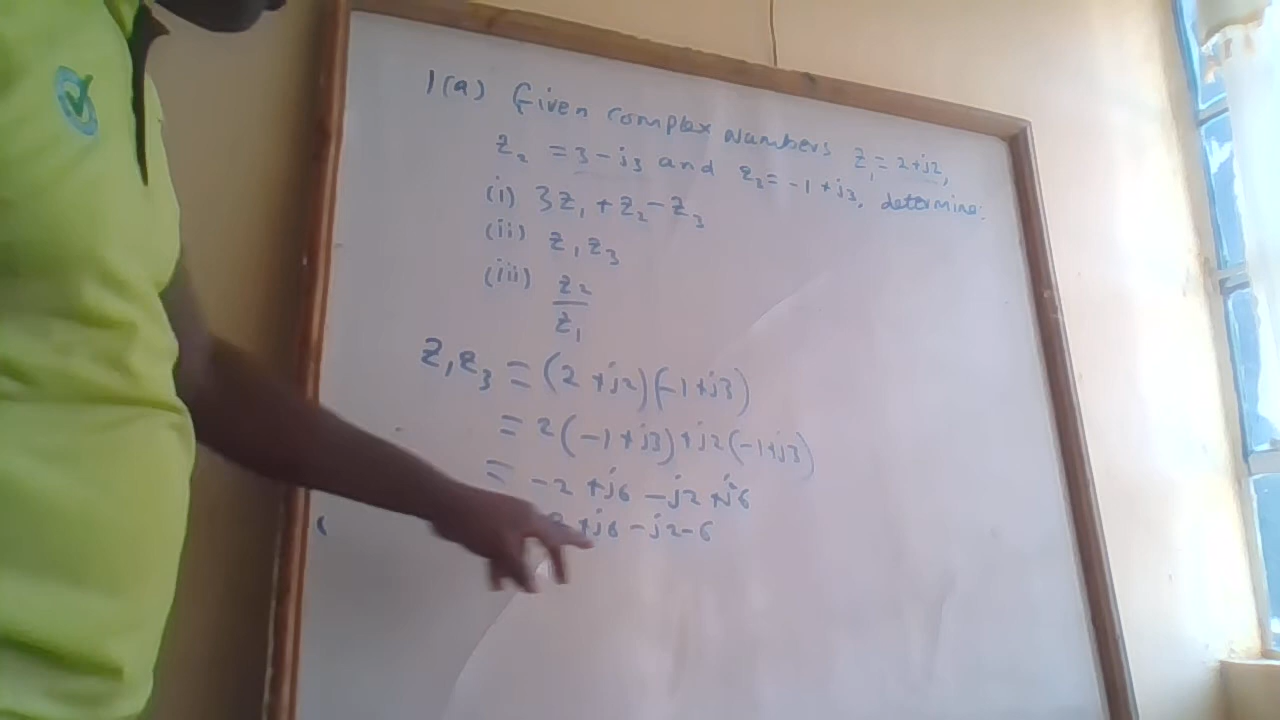 1(a) Given complex numbers z₁ = 2+j2,
z₂ = 3-j3 and z₃ = -1+j3, determine:
(i) 3z₁ + z₂ - z₃
(ii) z₁z₃
(iii) z₂/z₁
z₁z₃ = (2+j2)(-1+j3)
= 2(-1+j3)+j2(-1+j3)
= -2 +j6 -j2 +j²6
+j6 -j2-6